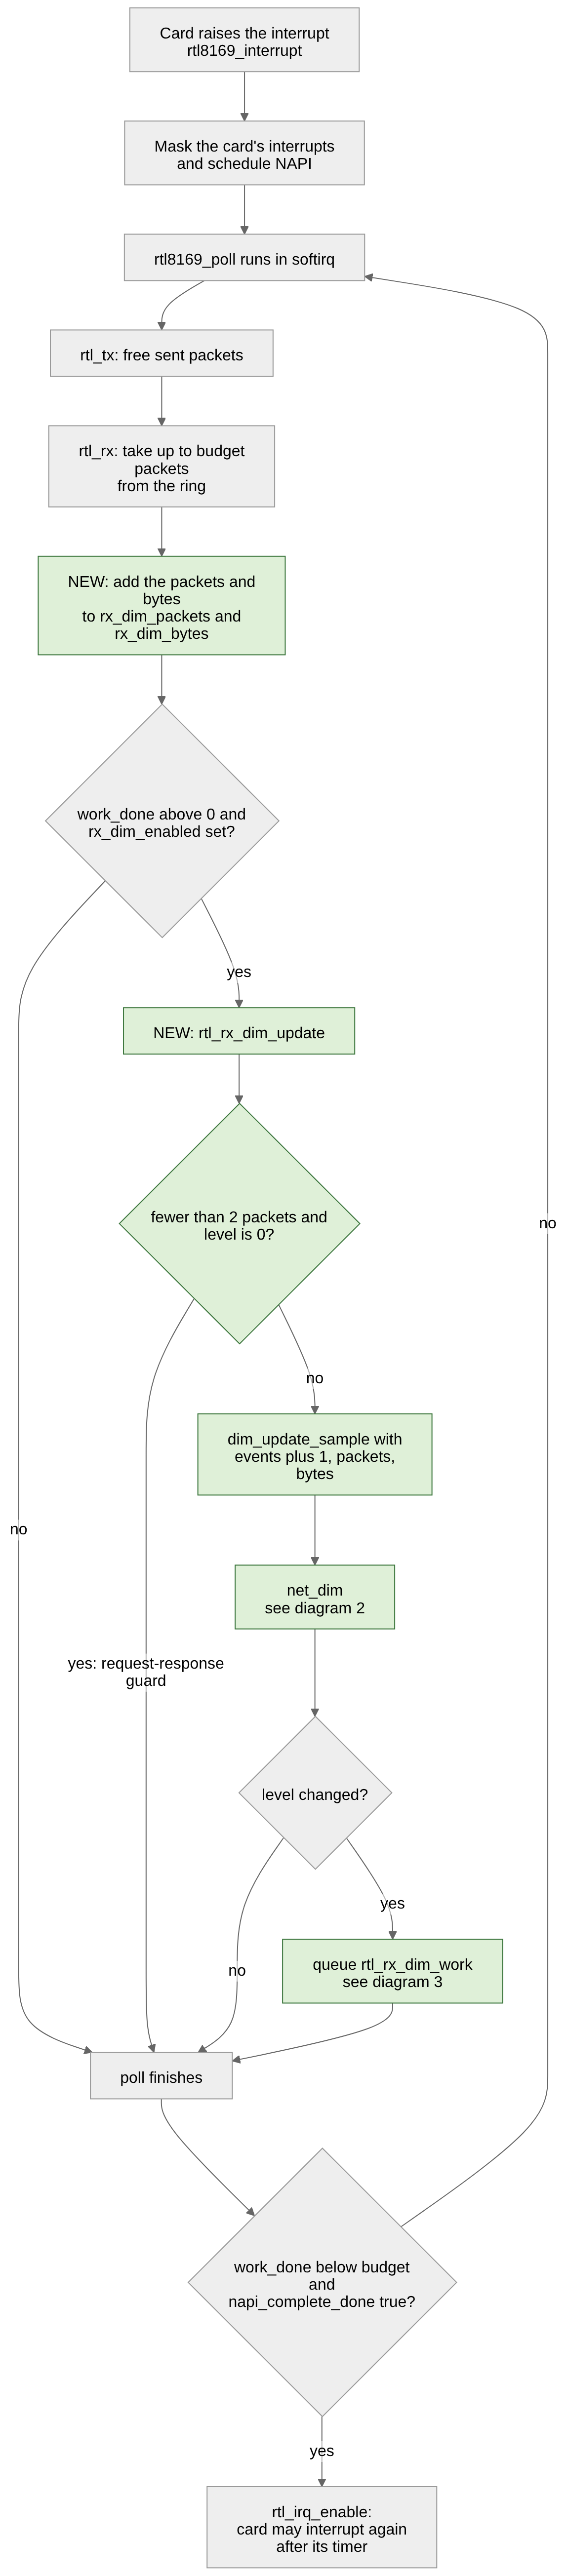 Card raises the interrupt
rtl8169_interrupt
Mask the card's interrupts
and schedule NAPI
rtl8169_poll runs in softirq
rtl_tx: free sent packets
rtl_rx: take up to budget
packets
from the ring
NEW: add the packets and
bytes
to rx_dim_packets and
rx_dim_bytes
work_done above 0 and
rx_dim_enabled set?
yes
NEW: rtl_rx_dim_update
fewer than 2 packets and
level is 0?
no
no
dim_update_sample with
events plus 1, packets,
bytes
no
net_dim
see diagram 2
yes: request-response
guard
level changed?
yes
no
queue rtl_rx_dim_work
see diagram 3
poll finishes
work_done below budget
and
napi_complete_done true?
yes
rtl_irq_enable:
card may interrupt again
after its timer